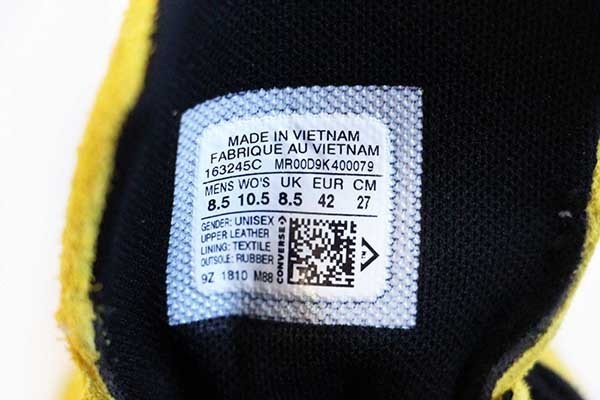 MADE IN VIETNAM
FABRIQUE AU VIETNAM
163245C MR00D9K400079
MENS WO'S UK EUR CM
8.5 10.5 8.5 42 27
GENDER: UNISEX
UPPER LEATHER
LINING: TEXTILE
OUTSOLE: RUBBER
9Z 1810 M88
CONVERSE